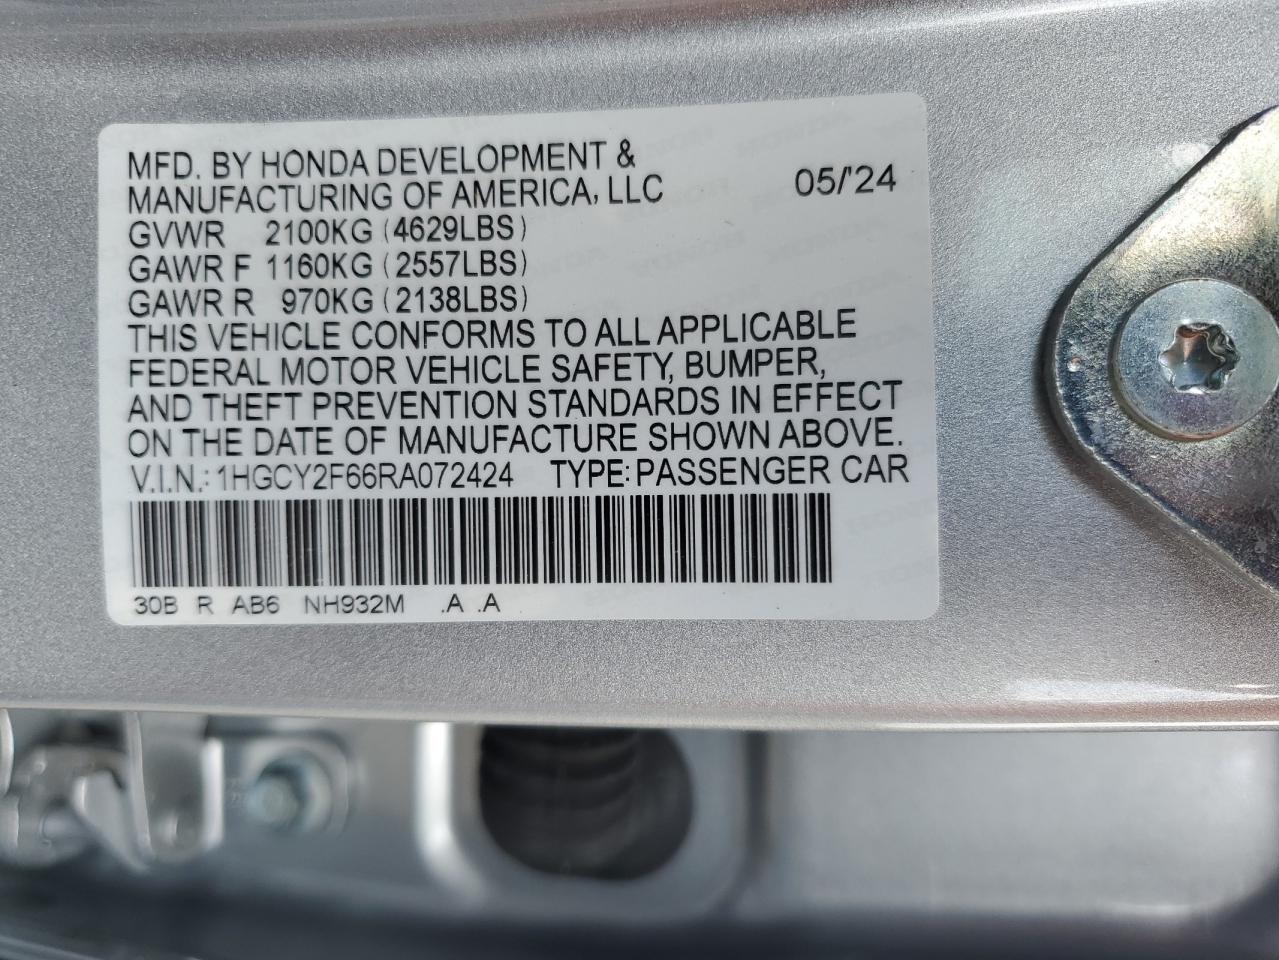 MFD. BY HONDA DEVELOPMENT &
MANUFACTURING OF AMERICA, LLC 05/'24
GVWR 2100KG (4629LBS)
GAWR F 1160KG (2557LBS)
GAWR R 970KG (2138LBS)
THIS VEHICLE CONFORMS TO ALL APPLICABLE
FEDERAL MOTOR VEHICLE SAFETY, BUMPER,
AND THEFT PREVENTION STANDARDS IN EFFECT
ON THE DATE OF MANUFACTURE SHOWN ABOVE.
V.I.N.: 1HGCY2F66RA072424 TYPE: PASSENGER CAR
30B R AB6 NH932M .A .A